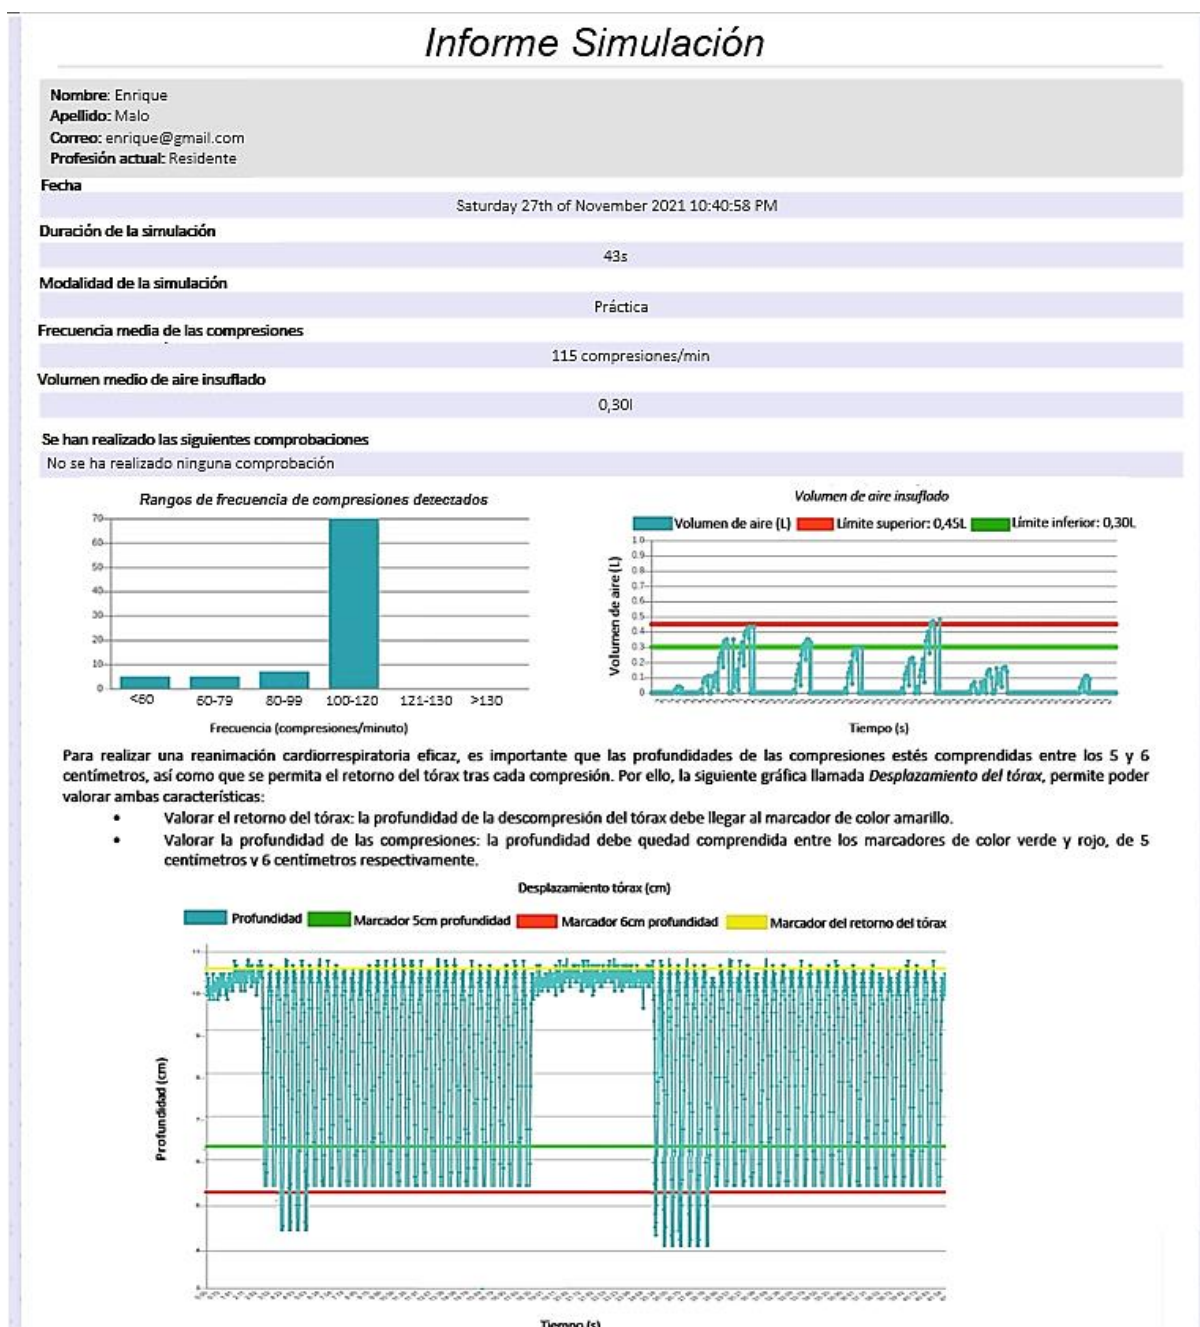 Informe Simulación
Nombre: Enrique
Apellido: Malo
Correo: enrique@gmail.com
Profesión actual: Residente
Fecha
Saturday 27th of November 2021 10:40:58 PM
Duración de la simulación
43s
Modalidad de la simulación
Práctica
Frecuencia media de las compresiones
115 compresiones/min
Volumen medio de aire insuflado
0,30l
Se han realizado las siguientes comprobaciones
No se ha realizado ninguna comprobación
Rangos de frecuencia de compresiones detectados
70
60
50
40
30
20
10
0
<60 60-79 80-99 100-120 121-130 >130
Frecuencia (compresiones/minuto)
Volumen de aire insuflado
Volumen de aire (L) Límite superior: 0,45L Límite inferior: 0,30L
Volumen de aire (L)
1.0
0.9
0.8
0.7
0.6
0.5
0.4
0.3
0.2
0.1
0
Tiempo (s)
Para realizar una reanimación cardiorrespiratoria eficaz, es importante que las profundidades de las compresiones estés comprendidas entre los 5 y 6
centímetros, así como que se permita el retorno del tórax tras cada compresión. Por ello, la siguiente gráfica llamada Desplazamiento del tórax, permite poder
valorar ambas características:
• Valorar el retorno del tórax: la profundidad de la descompresión del tórax debe llegar al marcador de color amarillo.
• Valorar la profundidad de las compresiones: la profundidad debe quedad comprendida entre los marcadores de color verde y rojo, de 5
centímetros y 6 centímetros respectivamente.
Desplazamiento tórax (cm)
Profundidad Marcador 5cm profundidad Marcador 6cm profundidad Marcador del retorno del tórax
Profundidad (cm)
11
10
Tiempo (s)